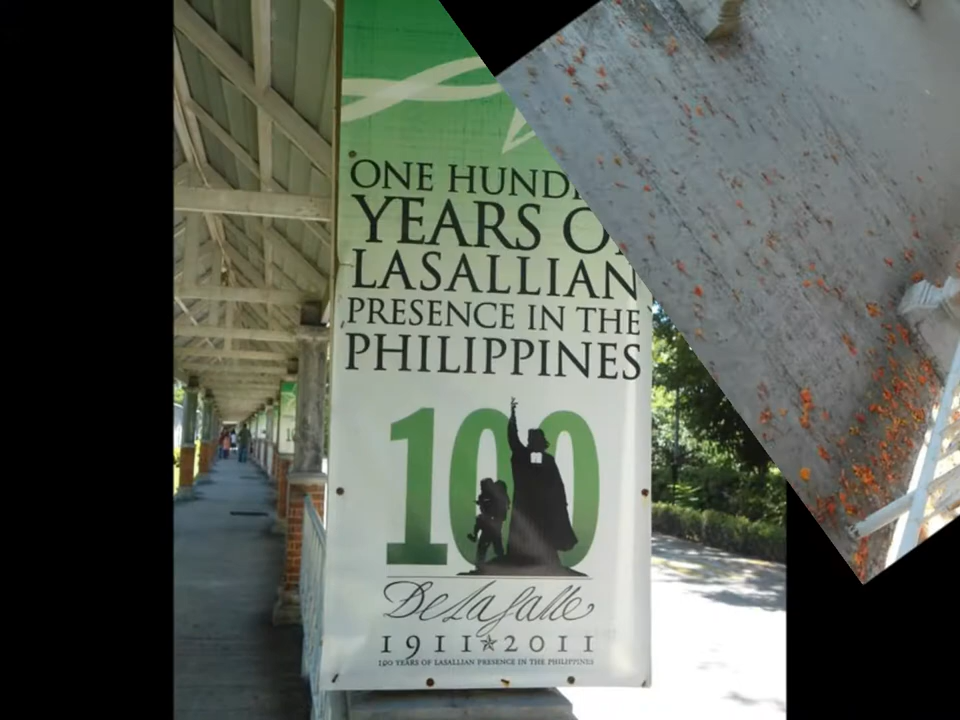 ONE HUND
YEARS O
LASALLIAN
PRESENCE IN THE
PHILIPPINES
100
De La Salle
1911★2011
100 YEARS OF LASALLIAN PRESENCE IN THE PHILIPPINES